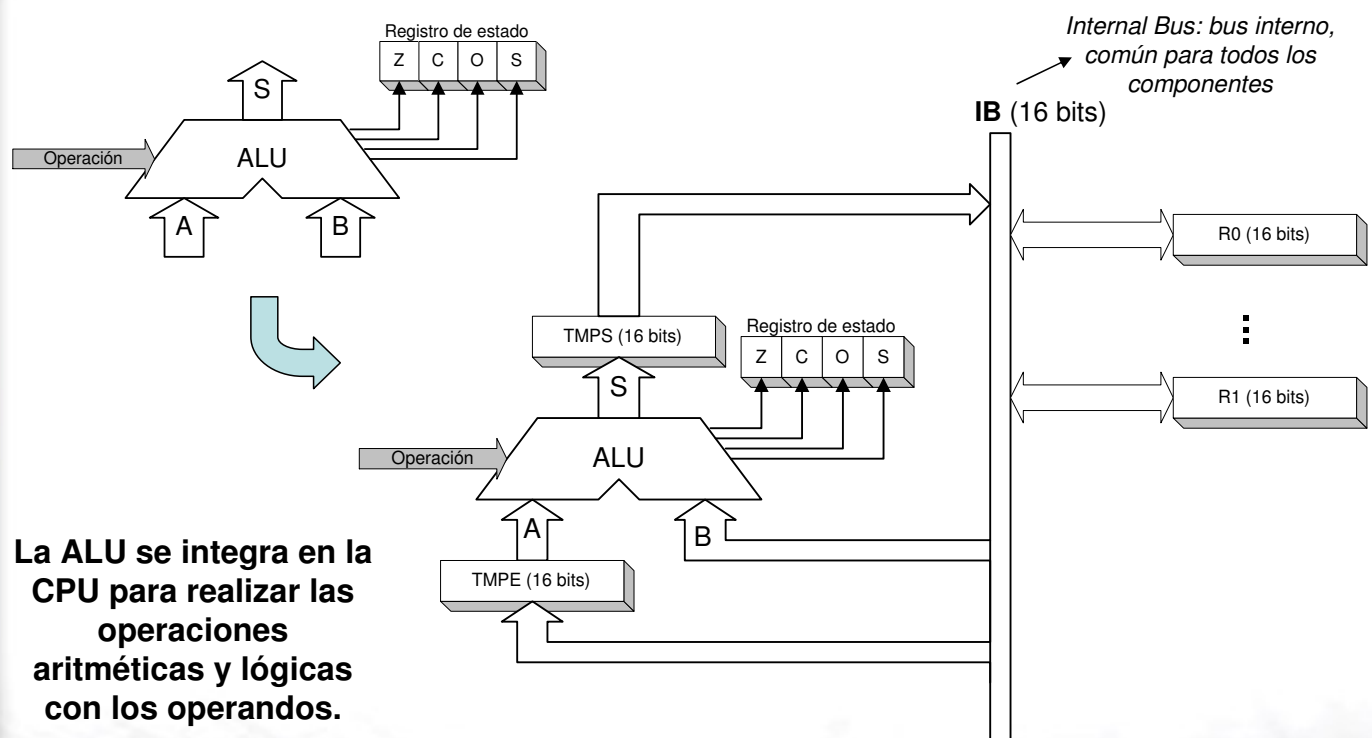 Registro de estado
Z C O S
S
Operación
ALU
A
B
Internal Bus: bus interno,
común para todos los
componentes
IB (16 bits)
R0 (16 bits)
R1 (16 bits)
TMPS (16 bits)
Registro de estado
Z C O S
S
Operación
ALU
A
B
TMPE (16 bits)
La ALU se integra en la
CPU para realizar las
operaciones
aritméticas y lógicas
con los operandos.